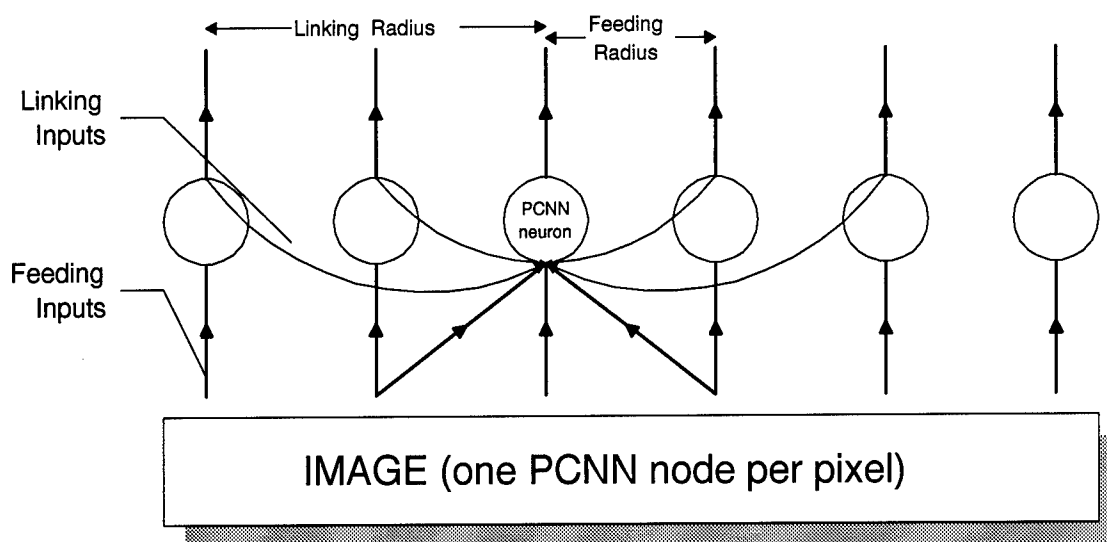 Linking Radius
Feeding
Radius
Linking
Inputs
PCNN
neuron
Feeding
Inputs
IMAGE (one PCNN node per pixel)